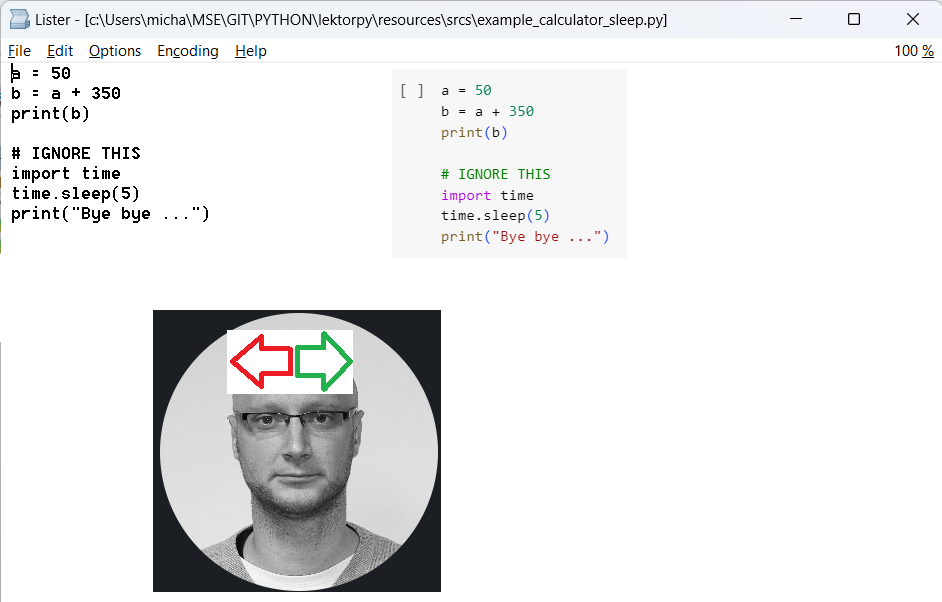 Lister - [c:\Users\micha\MSE\GIT\PYTHON\lektorpy\resources\srcs\example_calculator_sleep.py]
File Edit Options Encoding Help 100 %
a = 50
b = a + 350
print(b)

# IGNORE THIS
import time
time.sleep(5)
print("Bye bye ...")

[ ] a = 50
b = a + 350
print(b)

# IGNORE THIS
import time
time.sleep(5)
print("Bye bye ...")